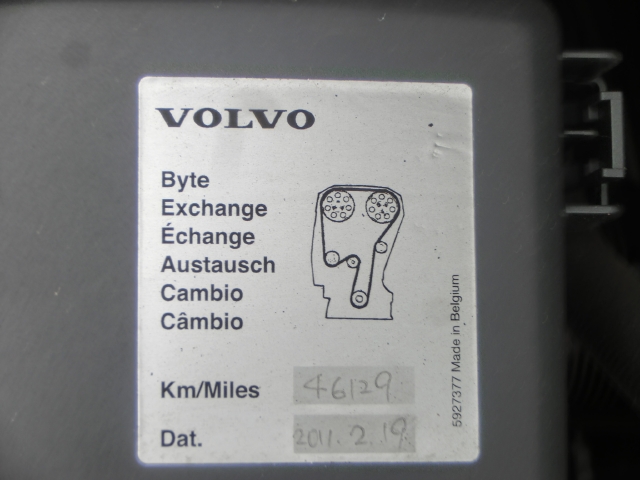 VOLVO
Byte
Exchange
Échange
Austausch
Cambio
Câmbio
Km/Miles 46129
Dat. 2011.2.19
5927377 Made in Belgium